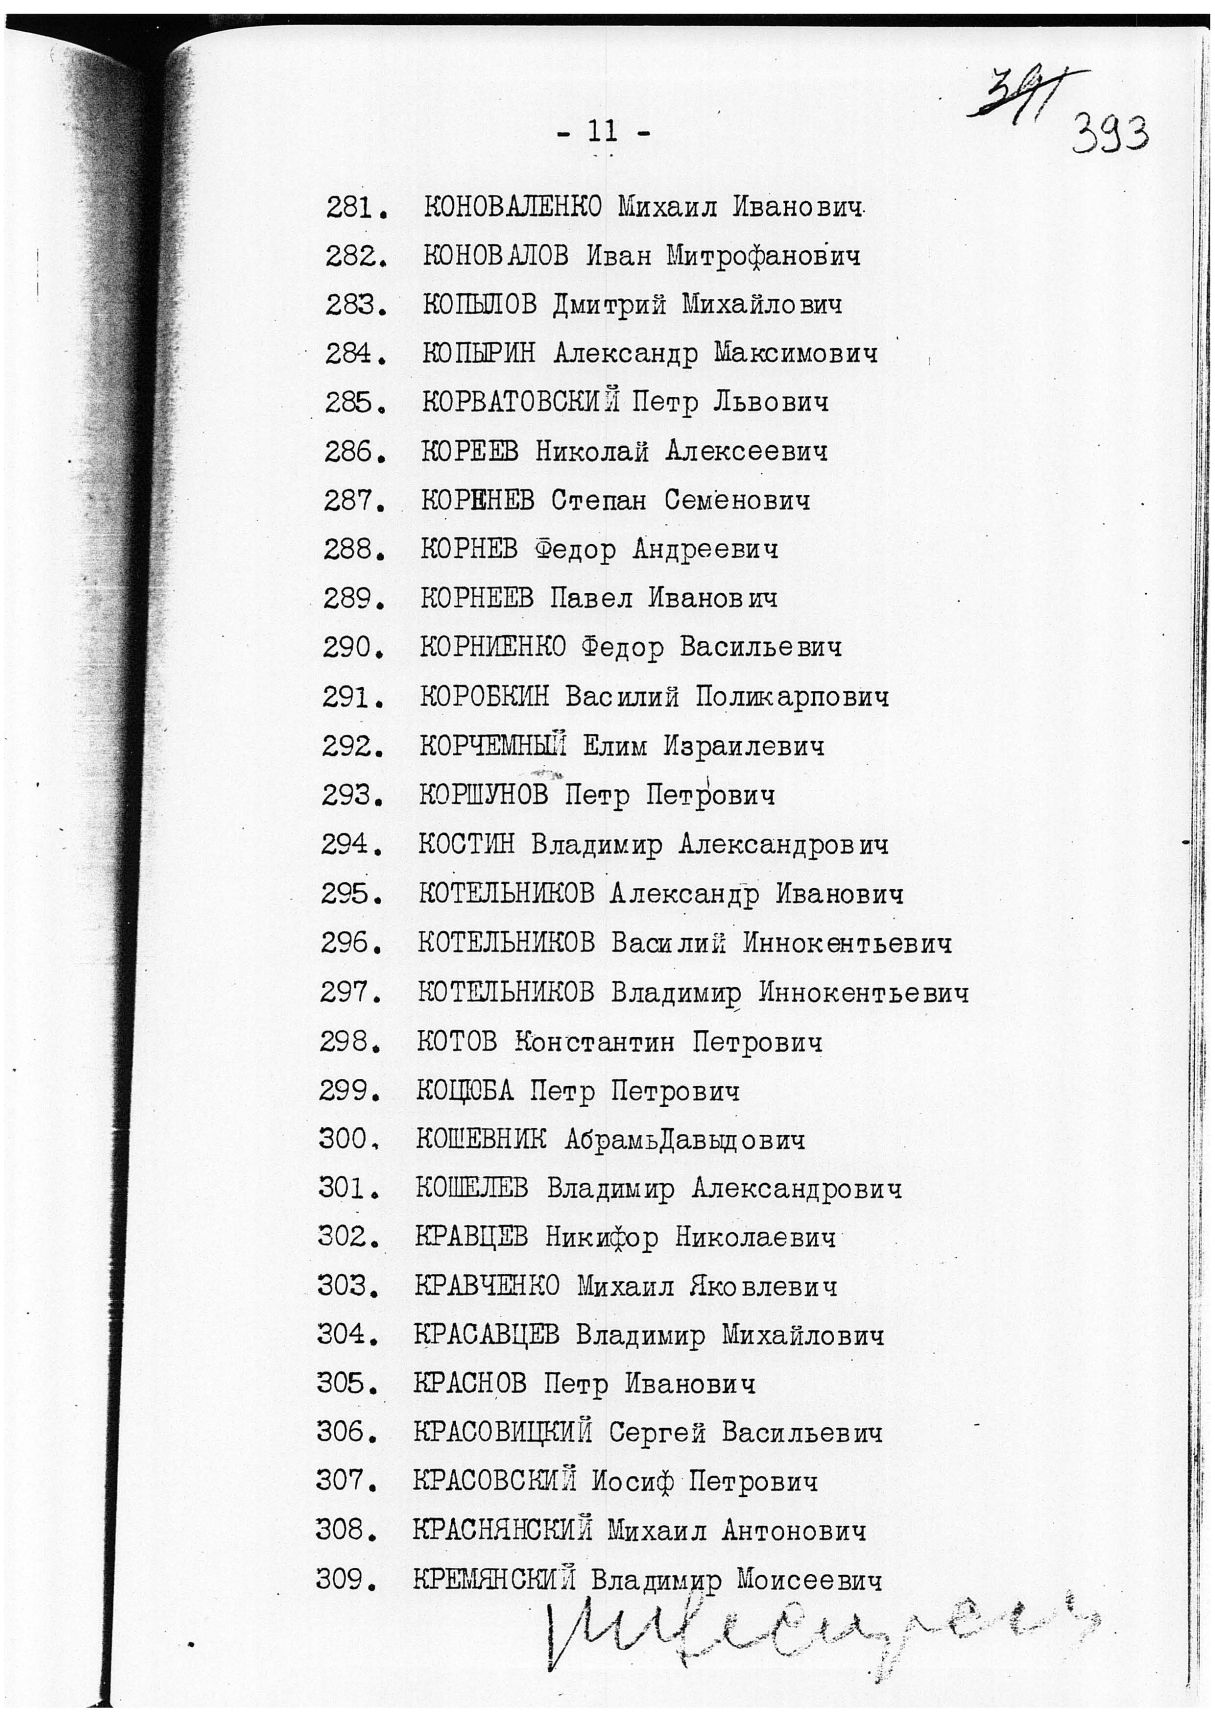 391
393
- 11 -
281. КОНОВАЛЕНКО Михаил Иванович
282. КОНОВАЛОВ Иван Митрофанович
283. КОПЫЛОВ Дмитрий Михайлович
284. КОПЫРИН Александр Максимович
285. КОРВАТОВСКИЙ Петр Львович
286. КОРЕЕВ Николай Алексеевич
287. КОРЕНЕВ Степан Семенович
288. КОРНЕВ Федор Андреевич
289. КОРНЕЕВ Павел Иванович
290. КОРНИЕНКО Федор Васильевич
291. КОРОБКИН Василий Поликарпович
292. КОРЧЕМНЫЙ Елим Израилевич
293. КОРШУНОВ Петр Петрович
294. КОСТИН Владимир Александрович
295. КОТЕЛЬНИКОВ Александр Иванович
296. КОТЕЛЬНИКОВ Василий Иннокентьевич
297. КОТЕЛЬНИКОВ Владимир Иннокентьевич
298. КОТОВ Константин Петрович
299. КОЦЮБА Петр Петрович
300. КОШЕВНИК АбрамьДавыдович
301. КОШЕЛЕВ Владимир Александрович
302. КРАВЦЕВ Никифор Николаевич
303. КРАВЧЕНКО Михаил Яковлевич
304. КРАСАВЦЕВ Владимир Михайлович
305. КРАСНОВ Петр Иванович
306. КРАСОВИЦКИЙ Сергей Васильевич
307. КРАСОВСКИЙ Иосиф Петрович
308. КРАСНЯНСКИЙ Михаил Антонович
309. КРЕМЯНСКИЙ Владимир Моисеевич